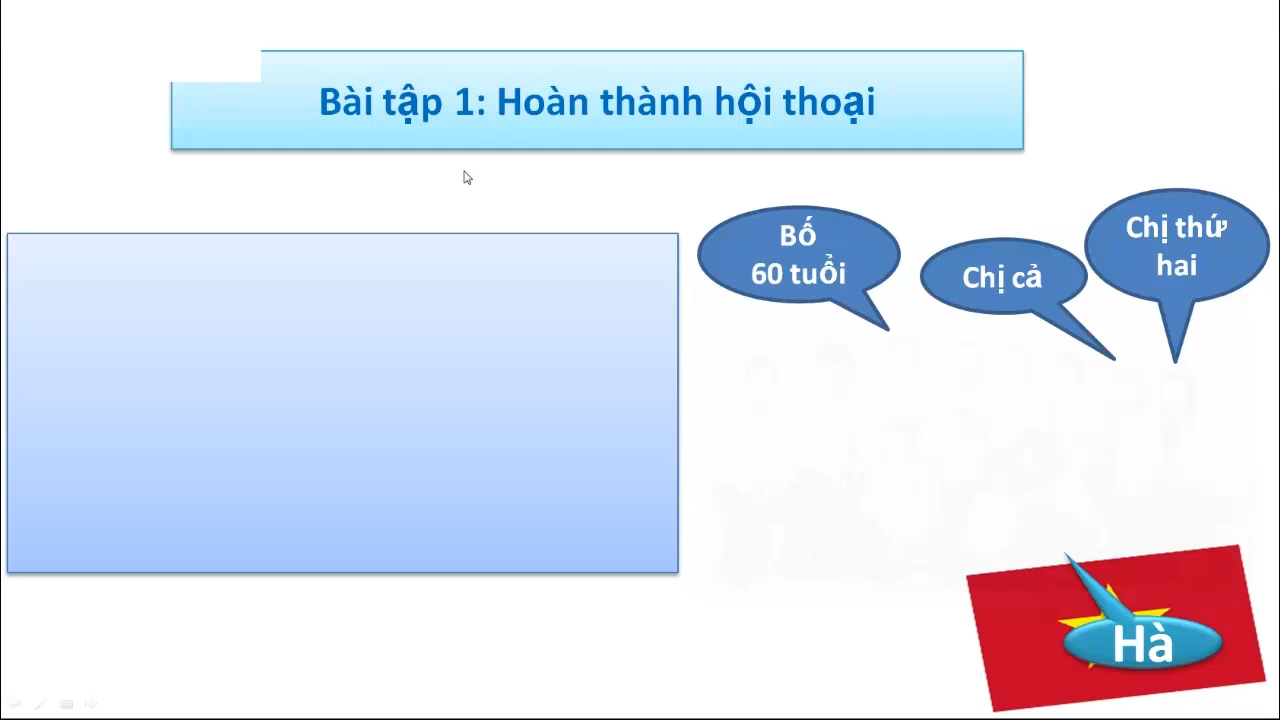 Bài tập 1: Hoàn thành hội thoại
Bố
60 tuổi
Chị cả
Chị thứ
hai
Hà